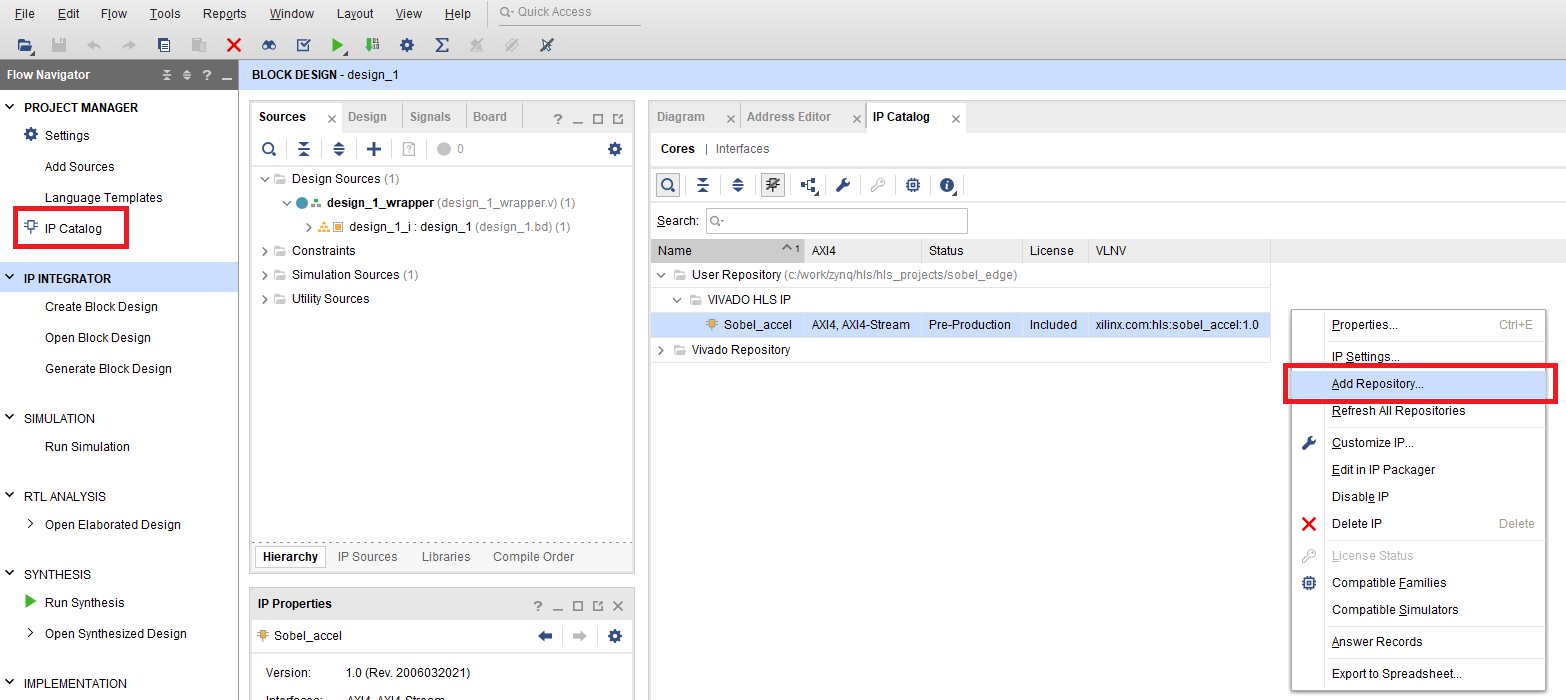 File Edit Flow Tools Reports Window Layout View Help Quick Access
Flow Navigator ?
BLOCK DESIGN - design_1
PROJECT MANAGER
Settings
Add Sources
Language Templates
IP Catalog
IP INTEGRATOR
Create Block Design
Open Block Design
Generate Block Design
SIMULATION
Run Simulation
RTL ANALYSIS
Open Elaborated Design
SYNTHESIS
Run Synthesis
Open Synthesized Design
IMPLEMENTATION
Sources Design Signals Board ?
? 0
Design Sources (1)
design_1_wrapper (design_1_wrapper.v) (1)
design_1_i : design_1 (design_1.bd) (1)
Constraints
Simulation Sources (1)
Utility Sources
Hierarchy IP Sources Libraries Compile Order
IP Properties ?
Sobel_accel
Version: 1.0 (Rev. 2006032021)
Interfaces: AXI4, AXI4-Stream
Diagram Address Editor IP Catalog
Cores | Interfaces
Search:
Name 1 AXI4 Status License VLNV
User Repository (c:/work/zynq/hls/hls_projects/sobel_edge)
VIVADO HLS IP
Sobel_accel AXI4, AXI4-Stream Pre-Production Included xilinx.com:hls:sobel_accel:1.0
Vivado Repository
Properties... Ctrl+E
IP Settings...
Add Repository...
Refresh All Repositories
Customize IP...
Edit in IP Packager
Disable IP
Delete IP Delete
License Status
Compatible Families
Compatible Simulators
Answer Records
Export to Spreadsheet...